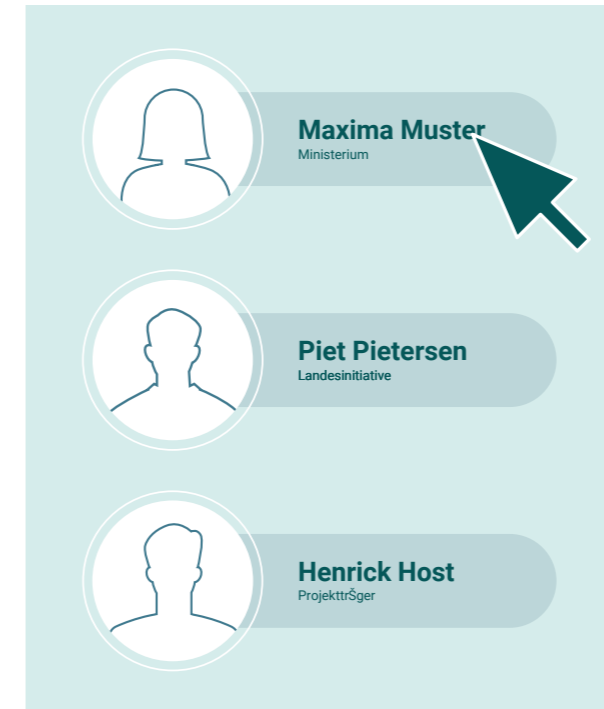 Maxima Muster
Ministerium
Piet Pietersen
Landesinitiative
Henrick Host
ProjekttrŠger